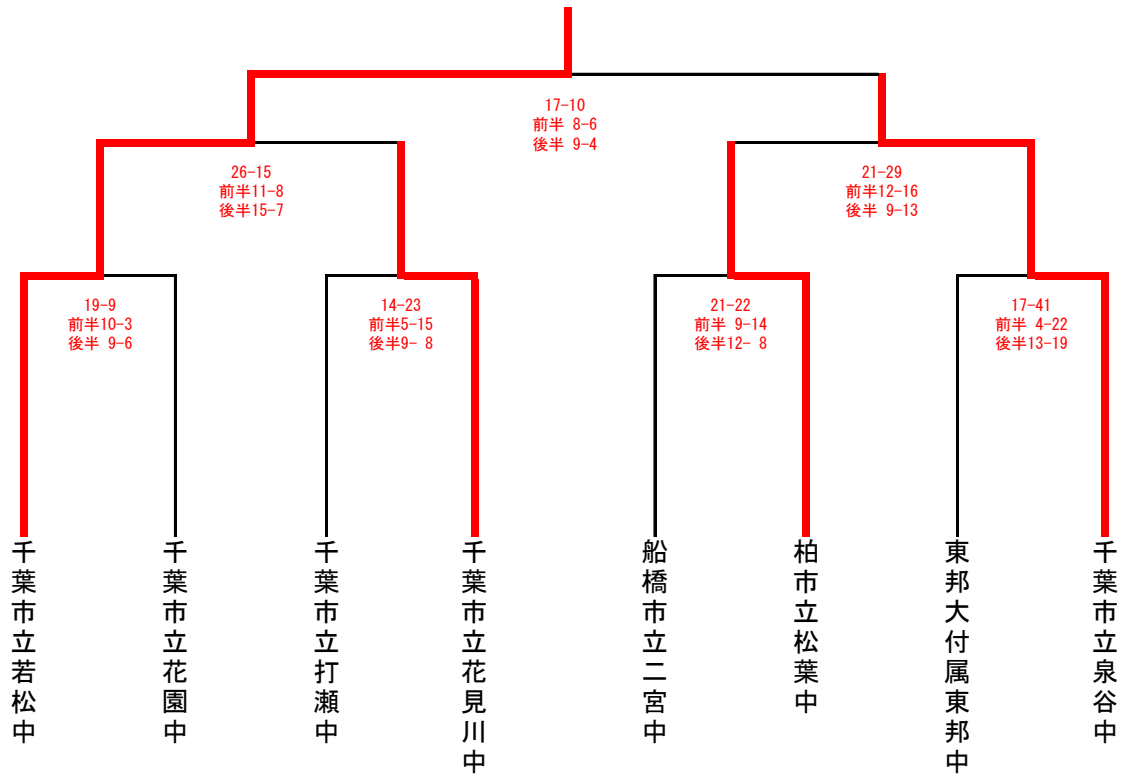 17-10
前半 8-6
後半 9-4
26-15
前半11-8
後半15-7
21-29
前半12-16
後半 9-13
19-9
前半10-3
後半 9-6
14-23
前半5-15
後半9- 8
21-22
前半 9-14
後半12- 8
17-41
前半 4-22
後半13-19
千葉市立若松中
千葉市立花園中
千葉市立打瀬中
千葉市立花見川中
船橋市立二宮中
柏市立松葉中
東邦大付属東邦中
千葉市立泉谷中